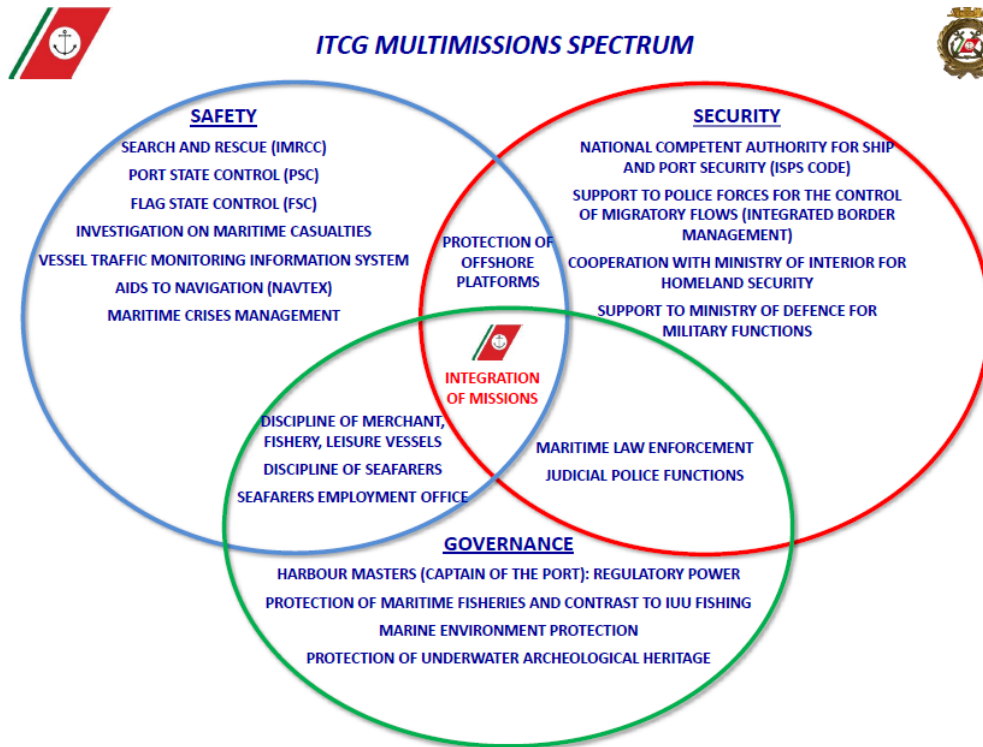 ITCG MULTIMISSIONS SPECTRUM
SAFETY
SEARCH AND RESCUE (IMRCC)
PORT STATE CONTROL (PSC)
FLAG STATE CONTROL (FSC)
INVESTIGATION ON MARITIME CASUALTIES
VESSEL TRAFFIC MONITORING INFORMATION SYSTEM
AIDS TO NAVIGATION (NAVTEX)
MARITIME CRISES MANAGEMENT
SECURITY
NATIONAL COMPETENT AUTHORITY FOR SHIP
AND PORT SECURITY (ISPS CODE)
SUPPORT TO POLICE FORCES FOR THE CONTROL
OF MIGRATORY FLOWS (INTEGRATED BORDER
MANAGEMENT)
COOPERATION WITH MINISTRY OF INTERIOR FOR
HOMELAND SECURITY
SUPPORT TO MINISTRY OF DEFENCE FOR
MILITARY FUNCTIONS
PROTECTION OF
OFFSHORE
PLATFORMS
INTEGRATION
OF MISSIONS
DISCIPLINE OF MERCHANT,
FISHERY, LEISURE VESSELS
DISCIPLINE OF SEAFARERS
SEAFARERS EMPLOYMENT OFFICE
MARITIME LAW ENFORCEMENT
JUDICIAL POLICE FUNCTIONS
GOVERNANCE
HARBOUR MASTERS (CAPTAIN OF THE PORT): REGULATORY POWER
PROTECTION OF MARITIME FISHERIES AND CONTRAST TO IUU FISHING
MARINE ENVIRONMENT PROTECTION
PROTECTION OF UNDERWATER ARCHEOLOGICAL HERITAGE